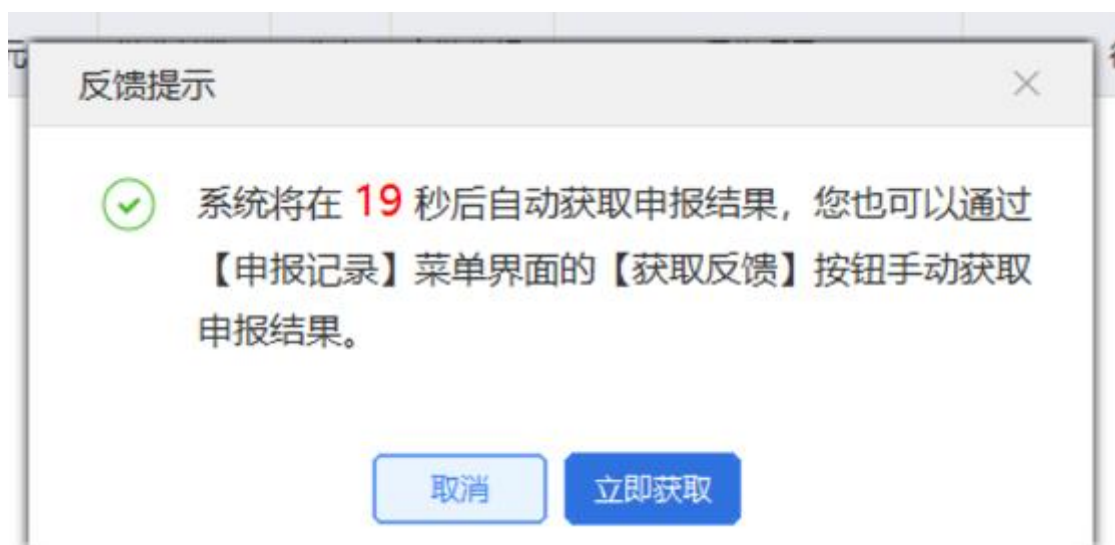 反馈提示
系统将在 19 秒后自动获取申报结果，您也可以通过
【申报记录】菜单界面的【获取反馈】按钮手动获取
申报结果。
取消
立即获取